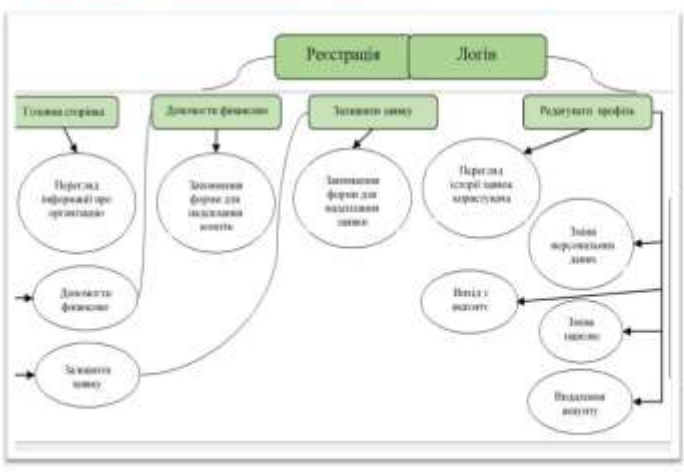 Реєстрація
Логін
Головна сторінка
Допомогти фінансово
Залишити заявку
Редагувати профіль
Перегляд
інформації про
організацію
Заповнення
форми для
надсилання
коштів
Заповнення
форми для
надсилання
заявки
Перегляд
історії заявок
користувача
Зміна
персональних
даних
Допомогти
фінансово
Вихід з
акаунту
Зміна
паролю
Залишити
заявку
Видалення
акаунту